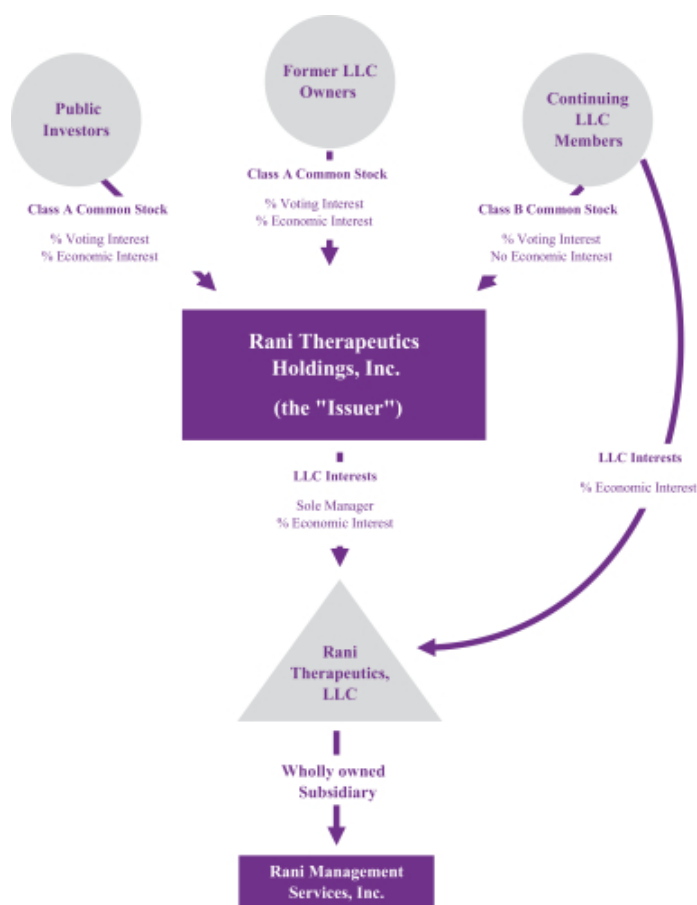 Former LLC
Owners
Public
Investors
Continuing
LLC
Members
Class A Common Stock
% Voting Interest
% Economic Interest
Class A Common Stock
% Voting Interest
% Economic Interest
Class B Common Stock
% Voting Interest
No Economic Interest
Rani Therapeutics
Holdings, Inc.
(the "Issuer")
LLC Interests
Sole Manager
% Economic Interest
LLC Interests
% Economic Interest
Rani
Therapeutics,
LLC
Wholly owned
Subsidiary
Rani Management
Services, Inc.